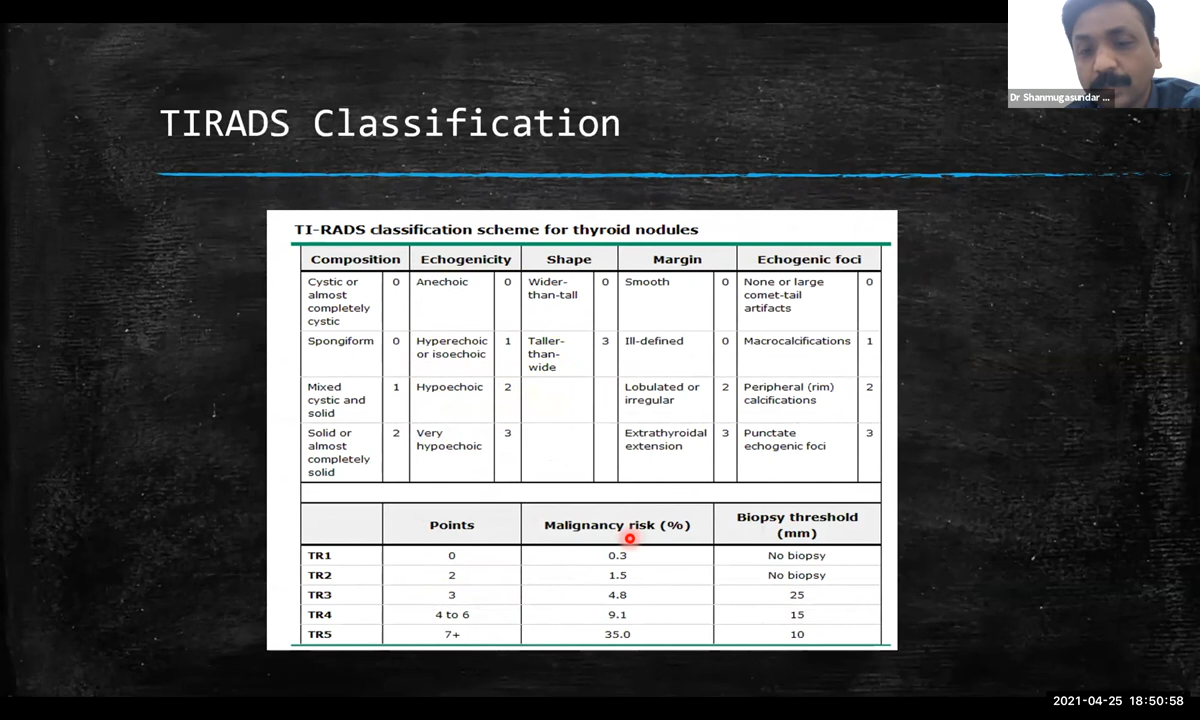 Dr Shanmugasundar ...
TIRADS Classification
TI-RADS classification scheme for thyroid nodules
Composition Echogenicity Shape Margin Echogenic foci
Cystic or almost completely cystic 0 Anechoic 0 Wider-than-tall 0 Smooth 0 None or large comet-tail artifacts 0
Spongiform 0 Hyperechoic or isoechoic 1 Taller-than-wide 3 Ill-defined 0 Macrocalcifications 1
Mixed cystic and solid 1 Hypoechoic 2 Lobulated or irregular 2 Peripheral (rim) calcifications 2
Solid or almost completely solid 2 Very hypoechoic 3 Extrathyroidal extension 3 Punctate echogenic foci 3
Points Malignancy risk (%) Biopsy threshold (mm)
TR1 0 0.3 No biopsy
TR2 2 1.5 No biopsy
TR3 3 4.8 25
TR4 4 to 6 9.1 15
TR5 7+ 35.0 10
2021-04-25 18:50:58